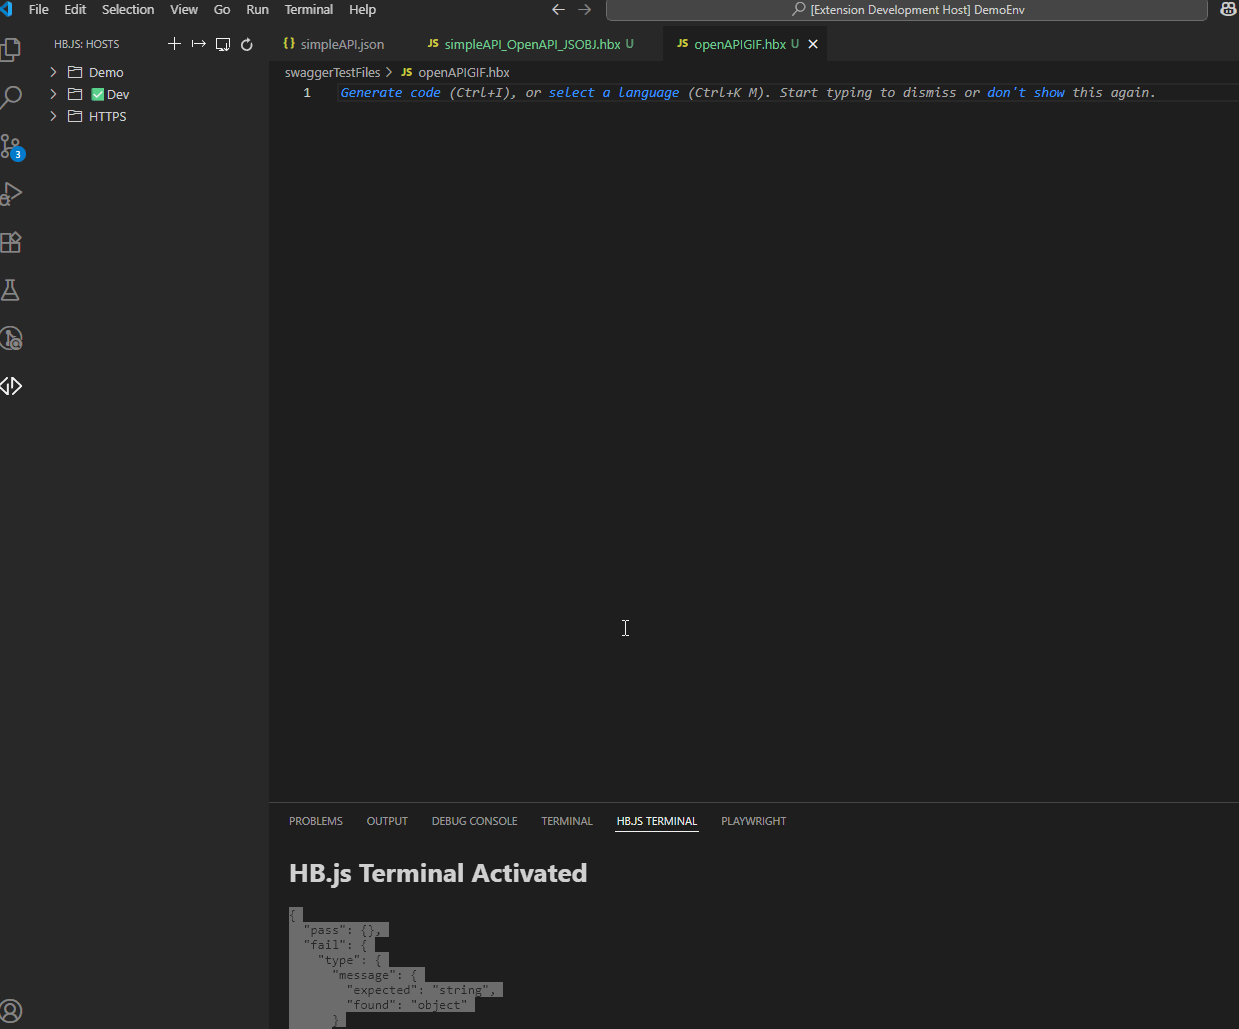 File Edit Selection View Go Run Terminal Help [Extension Development Host] DemoEnv
HB.JS: HOSTS
{} simpleAPI.json JS simpleAPI_OpenAPI_JSOBJ.hbx U JS openAPIGIF.hbx U
swaggerTestFiles > JS openAPIGIF.hbx
Demo
Dev
HTTPS
3
1 Generate code (Ctrl+I), or select a language (Ctrl+K M). Start typing to dismiss or don't show this again.
PROBLEMS OUTPUT DEBUG CONSOLE TERMINAL HB.JS TERMINAL PLAYWRIGHT
HB.js Terminal Activated
{
"pass": {},
"fail": {
"type": {
"message": {
"expected": "string",
"found": "object"
}